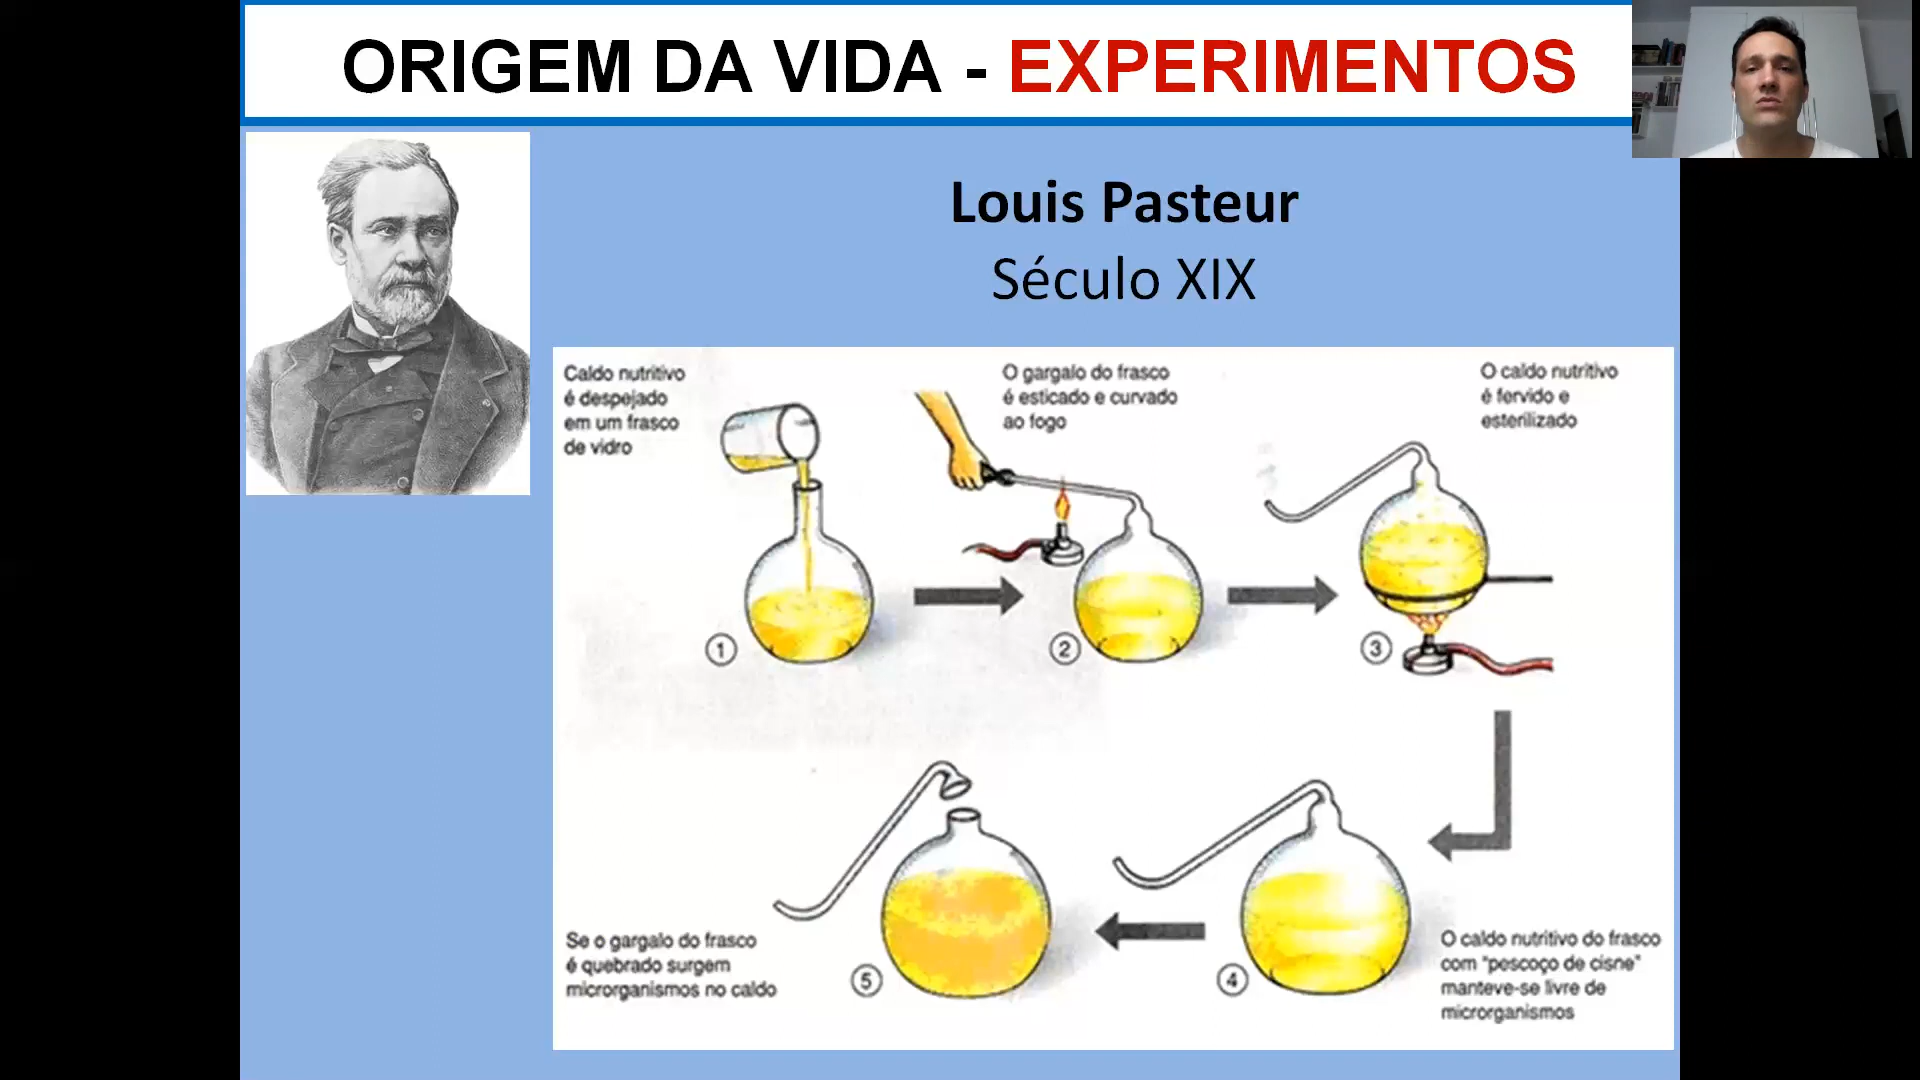 ORIGEM DA VIDA - EXPERIMENTOS
Louis Pasteur
Século XIX
Caldo nutritivo
é despejado
em um frasco
de vidro
O gargalo do frasco
é esticado e curvado
ao fogo
O caldo nutritivo
é fervido e
esterilizado
1
2
3
Se o gargalo do frasco
é quebrado surgem
microrganismos no caldo
5
4
O caldo nutritivo do frasco
com "pescoço de cisne"
manteve-se livre de
microrganismos